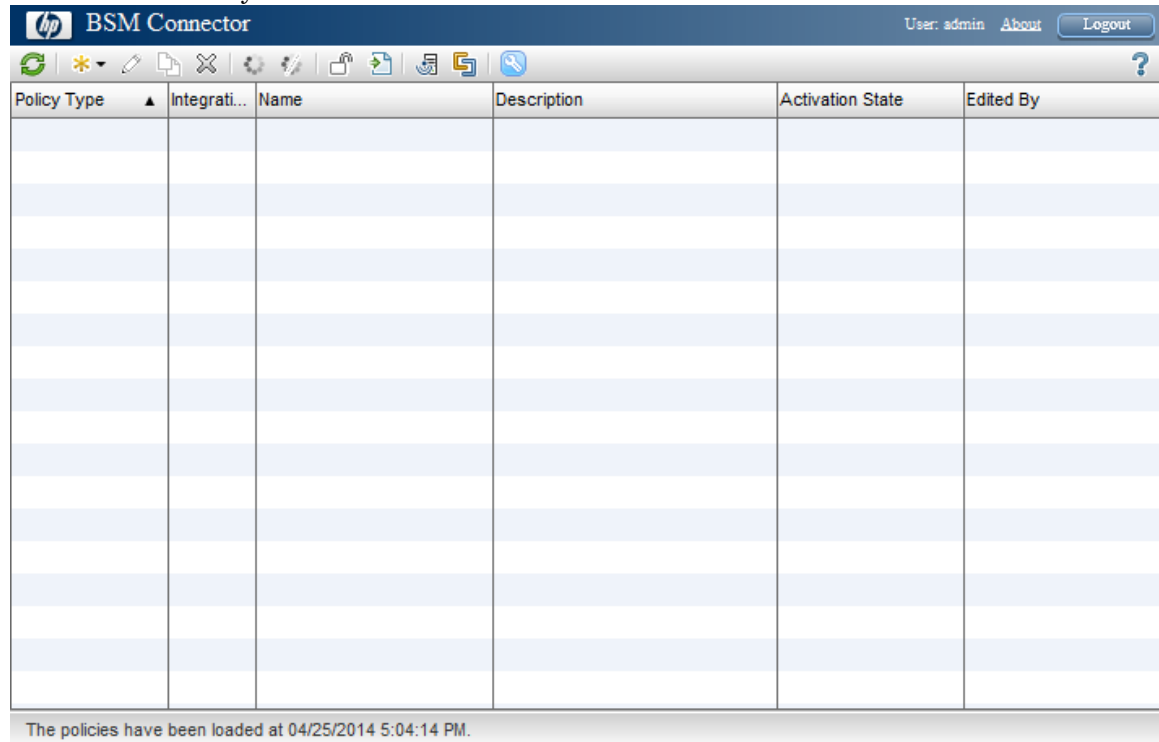 hp BSM Connector User: admin About Logout
?
Policy Type ▲ Integrati... Name Description Activation State Edited By
The policies have been loaded at 04/25/2014 5:04:14 PM.